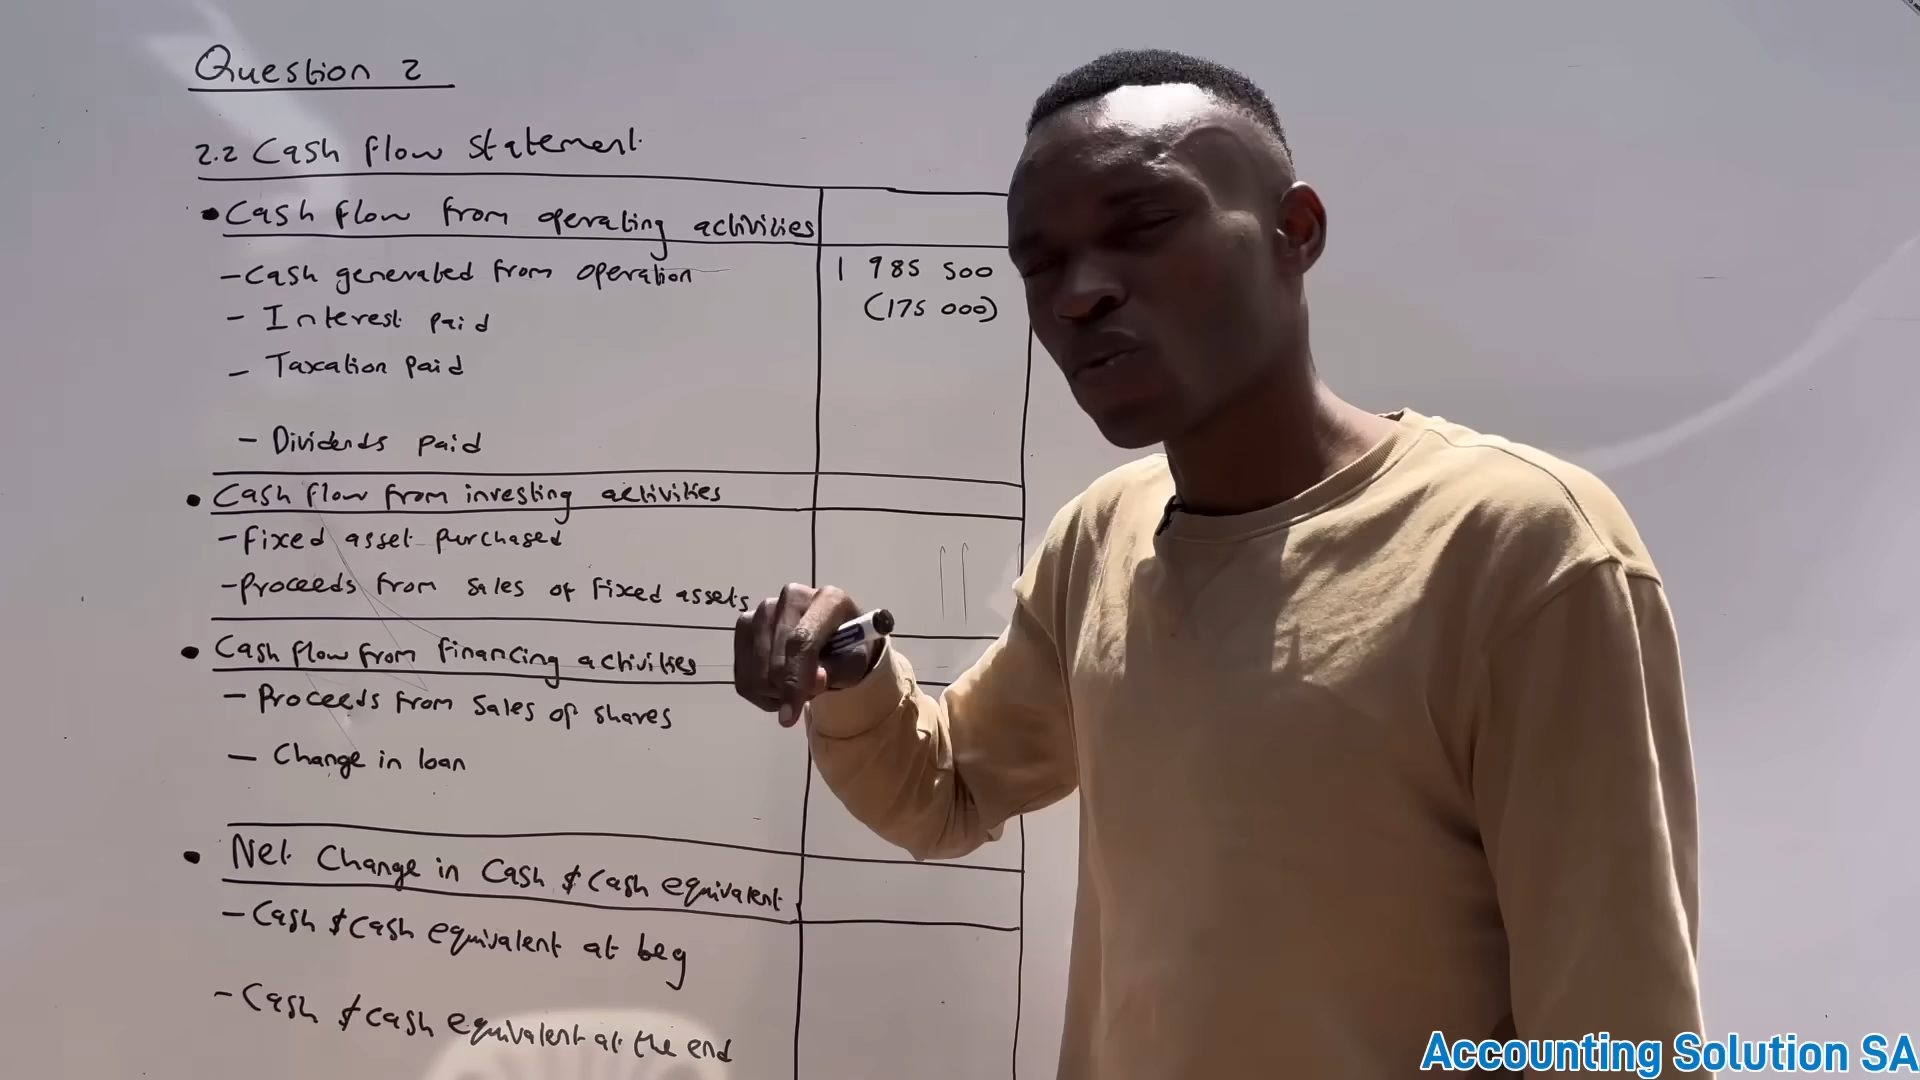 Question 2
2.2 Cash flow statement
• Cash flow from operating activities
- Cash generated from operation 1 985 500
- Interest paid (175 000)
- Taxation paid
- Dividends paid
• Cash flow from investing activities
- Fixed asset purchased
- Proceeds from sales of fixed assets
• Cash flow from financing activities
- Proceeds from sales of shares
- Change in loan
• Net change in cash & cash equivalent
- Cash & cash equivalent at beg
- Cash & cash equivalent at the end
Accounting Solution SA